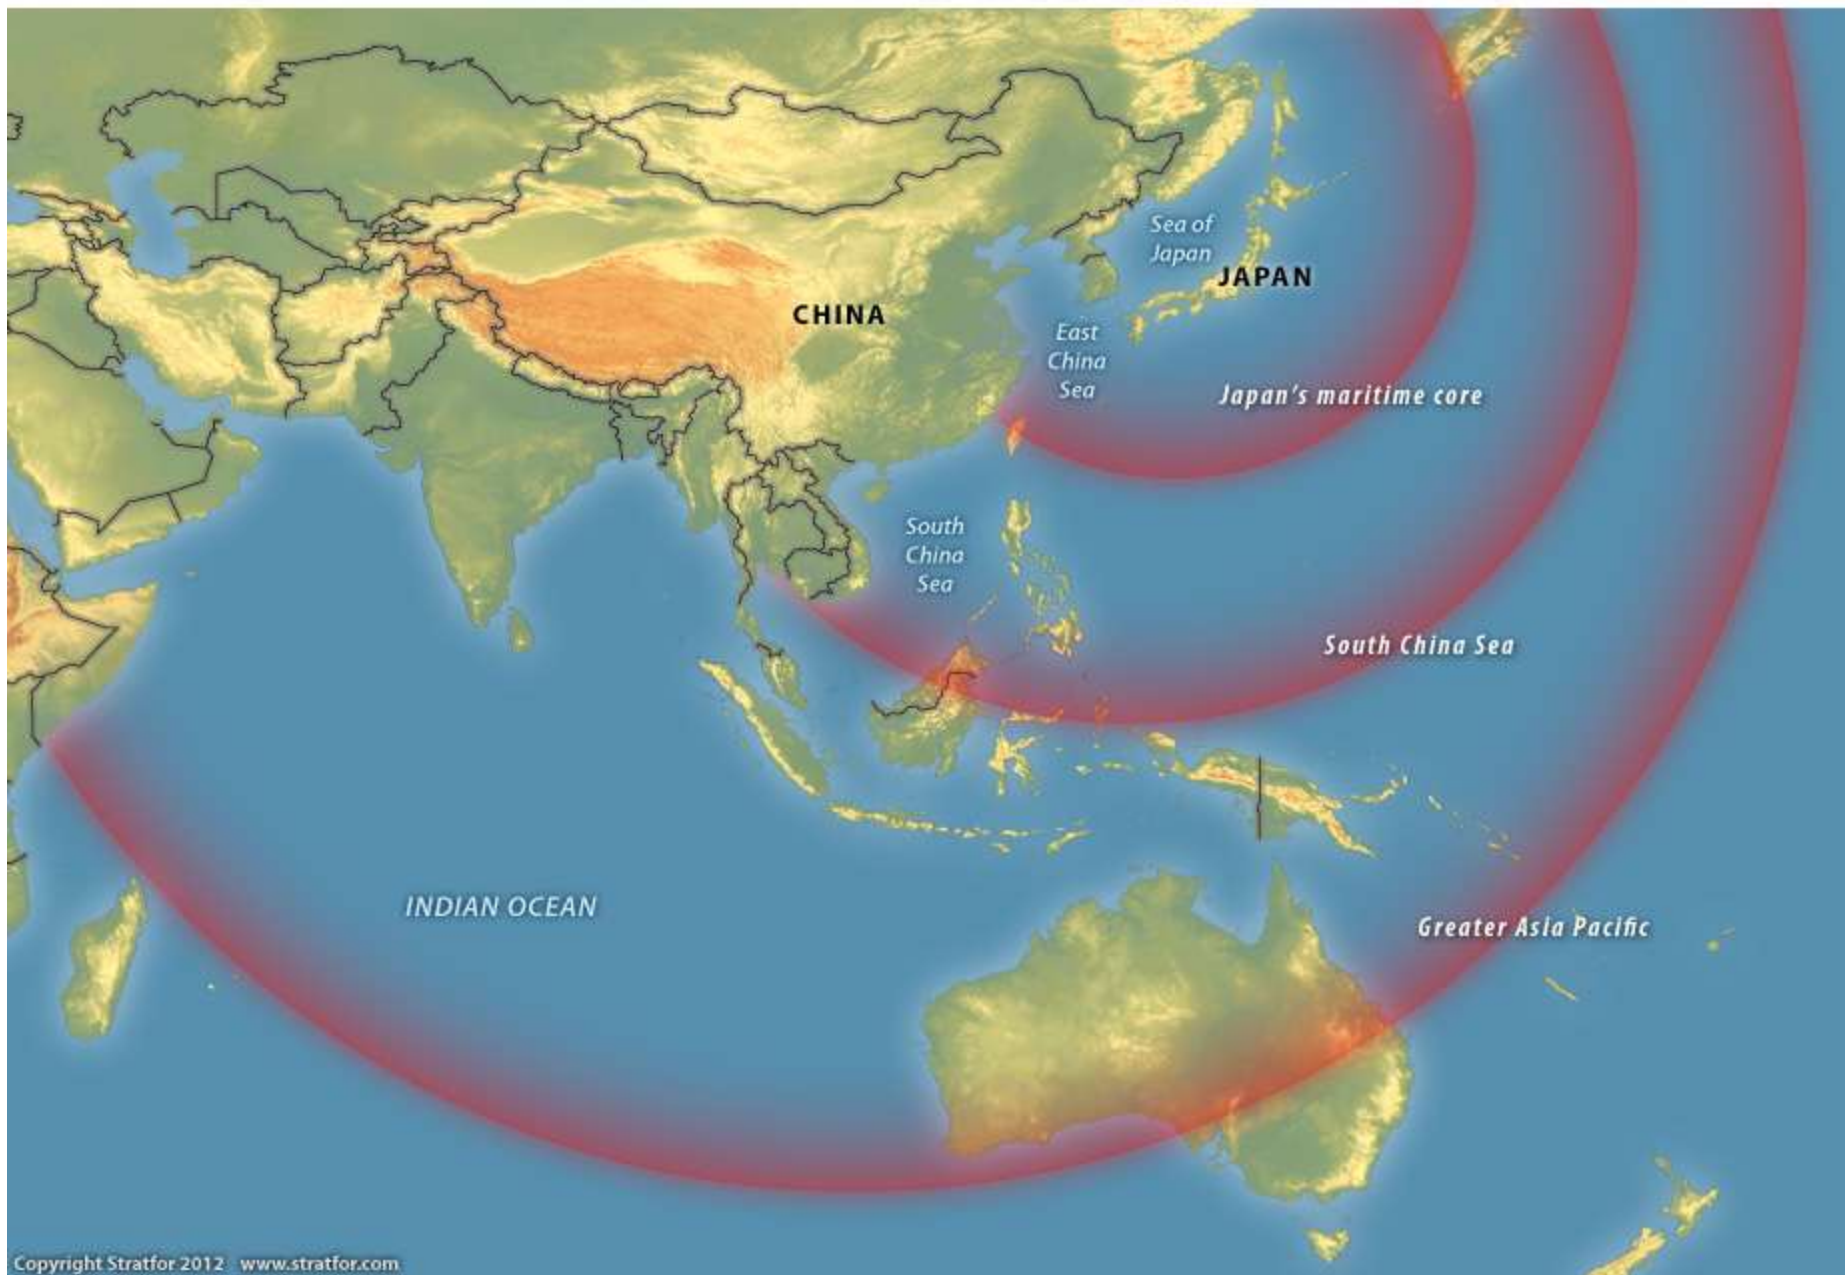 Sea of
Japan
JAPAN
CHINA
East
China
Sea
Japan's maritime core
South
China
Sea
South China Sea
INDIAN OCEAN
Greater Asia Pacific
Copyright Stratfor 2012 www.stratfor.com